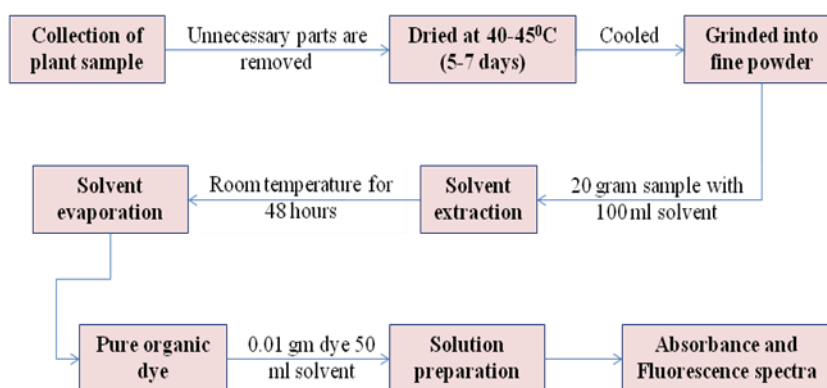 Collection of
plant sample
Unnecessary parts are
removed
Dried at 40-45⁰C
(5-7 days)
Cooled
Grinded into
fine powder
Solvent
evaporation
Room temperature for
48 hours
Solvent
extraction
20 gram sample with
100 ml solvent
Pure organic
dye
0.01 gm dye 50
ml solvent
Solution
preparation
Absorbance and
Fluorescence spectra